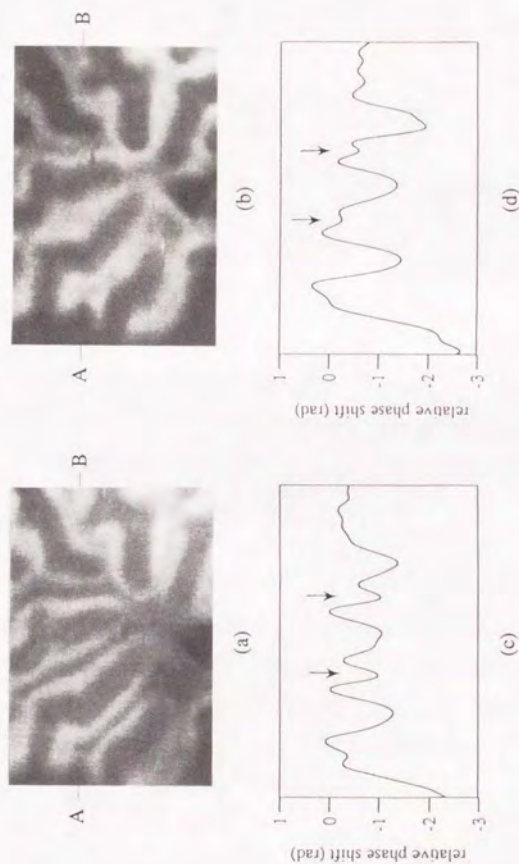 A B
A B
(a)
(b)
relative phase shift (rad)
1
0
-1
-2
-3
(c)
relative phase shift (rad)
1
0
-1
-2
-3
(d)